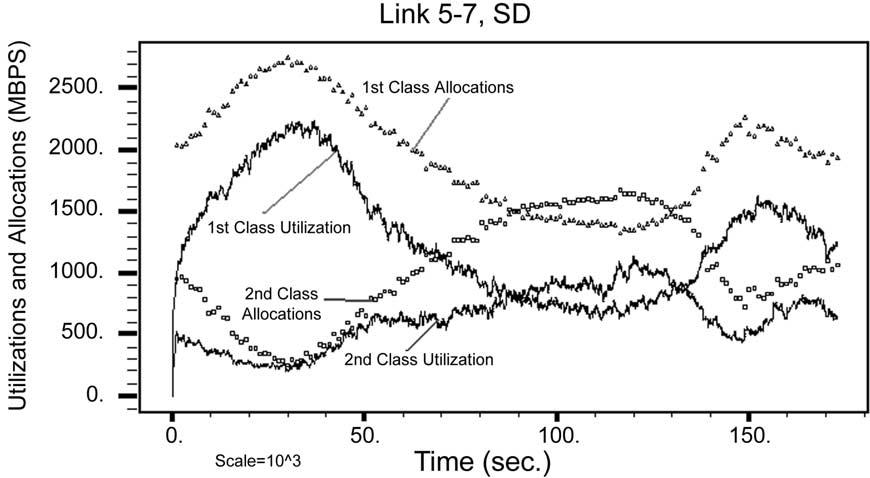 Link 5-7, SD
Utilizations and Allocations (MBPS)
2500.
2000.
1500.
1000.
500.
0.
1st Class Allocations
1st Class Utilization
2nd Class
Allocations
2nd Class Utilization
0.
50.
100.
150.
Scale=10^3
Time (sec.)